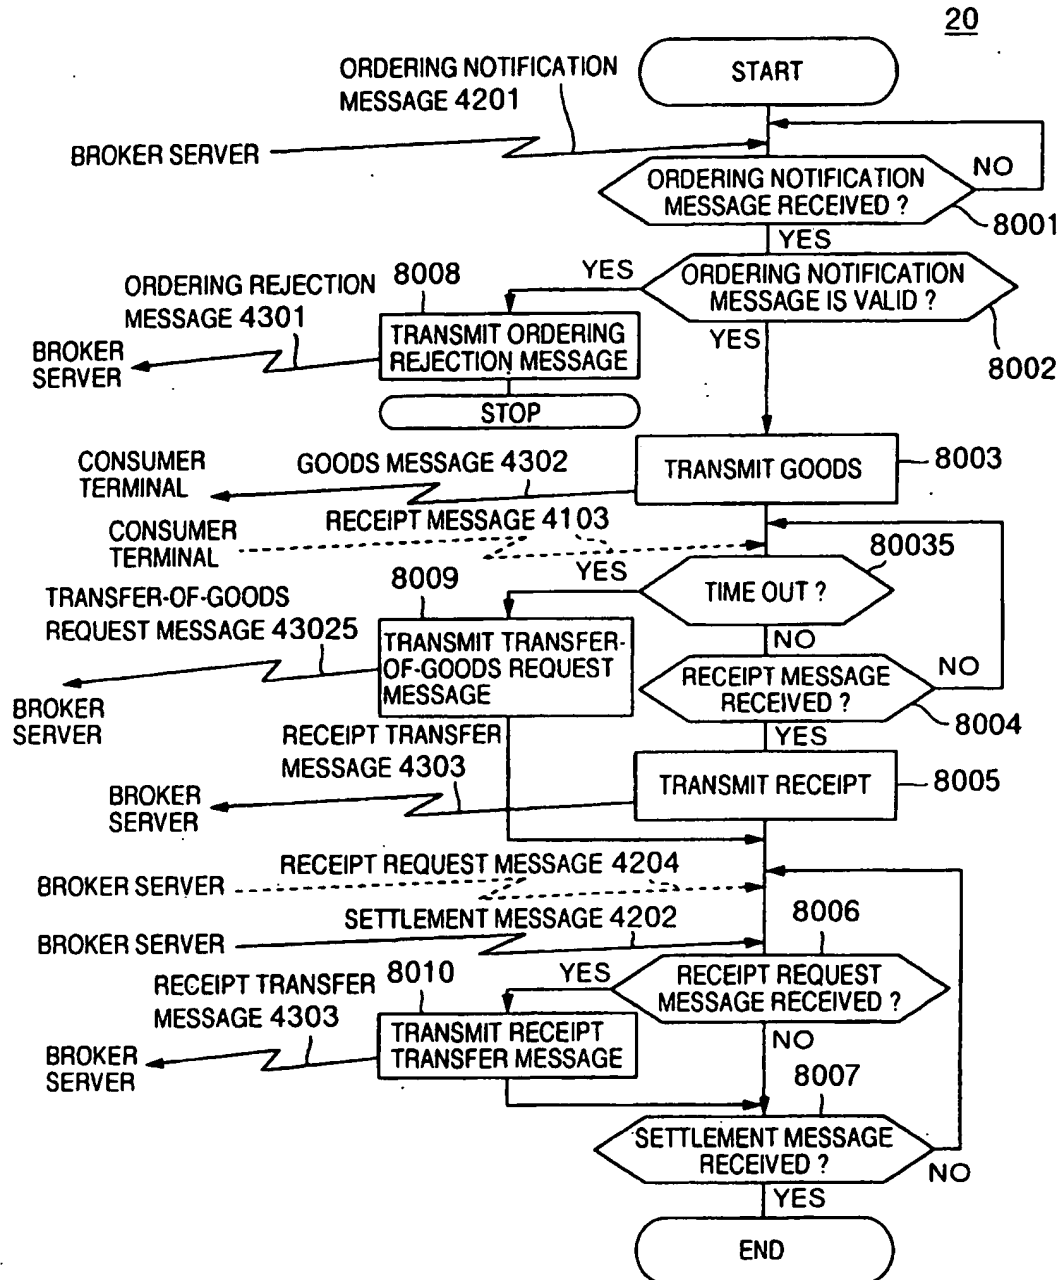 20
START
ORDERING NOTIFICATION
MESSAGE 4201
BROKER SERVER
NO
ORDERING NOTIFICATION
MESSAGE RECEIVED ?
8001
YES
YES
ORDERING NOTIFICATION
MESSAGE IS VALID ?
8002
YES
8008
ORDERING REJECTION
MESSAGE 4301
TRANSMIT ORDERING
REJECTION MESSAGE
BROKER
SERVER
STOP
TRANSMIT GOODS
8003
GOODS MESSAGE 4302
CONSUMER
TERMINAL
RECEIPT MESSAGE 4103
CONSUMER
TERMINAL
80035
YES
TIME OUT ?
NO
8009
TRANSFER-OF-GOODS
REQUEST MESSAGE 43025
TRANSMIT TRANSFER-
OF-GOODS REQUEST
MESSAGE
BROKER
SERVER
RECEIPT MESSAGE
RECEIVED ?
NO
8004
YES
RECEIPT TRANSFER
MESSAGE 4303
TRANSMIT RECEIPT
8005
BROKER
SERVER
RECEIPT REQUEST MESSAGE 4204
BROKER SERVER
SETTLEMENT MESSAGE 4202
BROKER SERVER
8006
YES
RECEIPT REQUEST
MESSAGE RECEIVED ?
NO
8010
RECEIPT TRANSFER
MESSAGE 4303
TRANSMIT RECEIPT
TRANSFER MESSAGE
BROKER
SERVER
8007
SETTLEMENT MESSAGE
RECEIVED ?
NO
YES
END